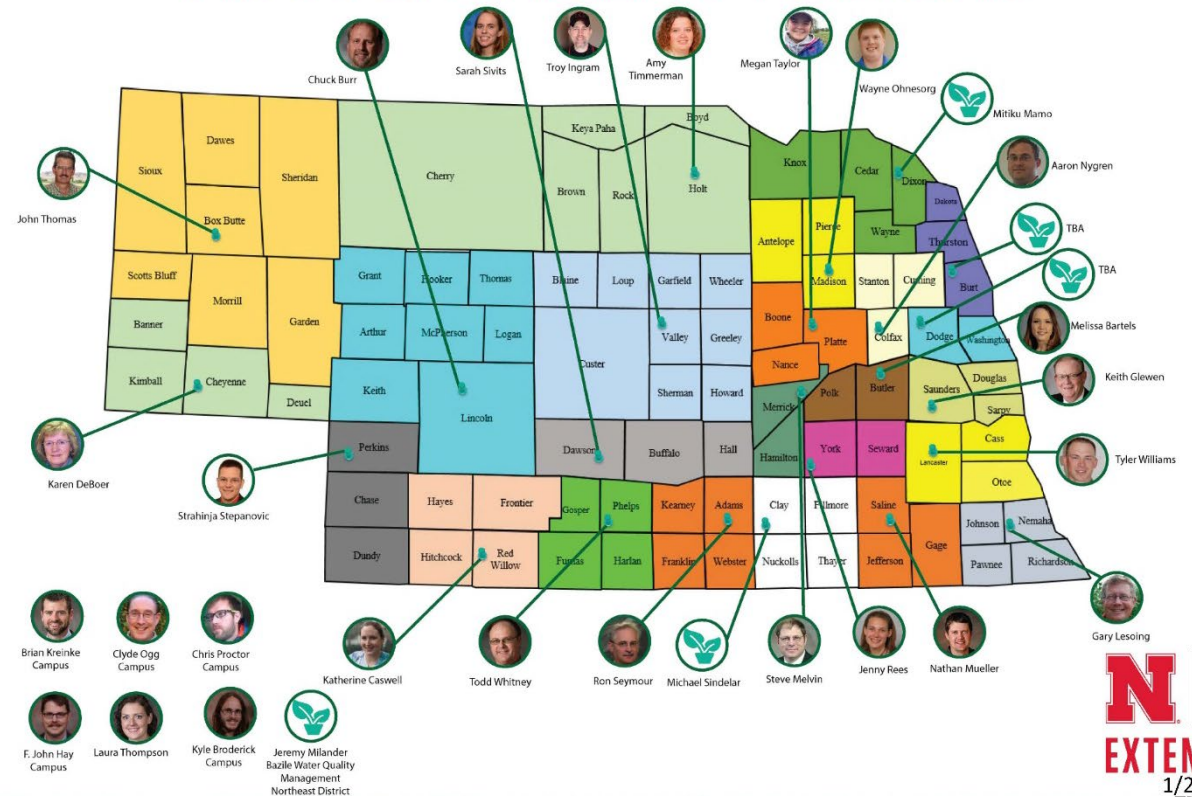 Chuck Burr
Sarah Sivits
Troy Ingram
Amy
Timmerman
Megan Taylor
Wayne Ohnesorg
Mitiku Mamo
Aaron Nygren
TBA
TBA
Melissa Bartels
Keith Glewen
Tyler Williams
Gary Lesoing
John Thomas
Karen DeBoer
Strahinja Stepanovic
Sioux
Dawes
Sheridan
Box Butte
Scotts Bluff
Morrill
Garden
Banner
Kimball
Cheyenne
Deuel
Cherry
Keya Paha
Boyd
Brown
Rock
Holt
Knox
Cedar
Dixon
Dakota
Antelope
Pierce
Wayne
Thurston
Madison
Stanton
Cuming
Burt
Grant
Hooker
Thomas
Blaine
Loup
Garfield
Wheeler
Arthur
McPherson
Logan
Custer
Valley
Greeley
Sherman
Howard
Boone
Platte
Nance
Colfax
Dodge
Washington
Keith
Lincoln
Merrick
Polk
Butler
Saunders
Douglas
Sarpy
Perkins
Dawson
Buffalo
Hall
Hamilton
York
Seward
Lancaster
Cass
Otoe
Chase
Hayes
Frontier
Gosper
Phelps
Kearney
Adams
Clay
Fillmore
Saline
Gage
Johnson
Nemaha
Dundy
Hitchcock
Red
Willow
Furnas
Harlan
Franklin
Webster
Nuckolls
Thayer
Jefferson
Pawnee
Richardson
Katherine Caswell
Todd Whitney
Ron Seymour
Michael Sindelar
Steve Melvin
Jenny Rees
Nathan Mueller
Brian Kreinke
Campus
Clyde Ogg
Campus
Chris Proctor
Campus
F. John Hay
Campus
Laura Thompson
Kyle Broderick
Campus
Jeremy Milander
Bazile Water Quality
Management
Northeast District
N
EXTEN
1/2